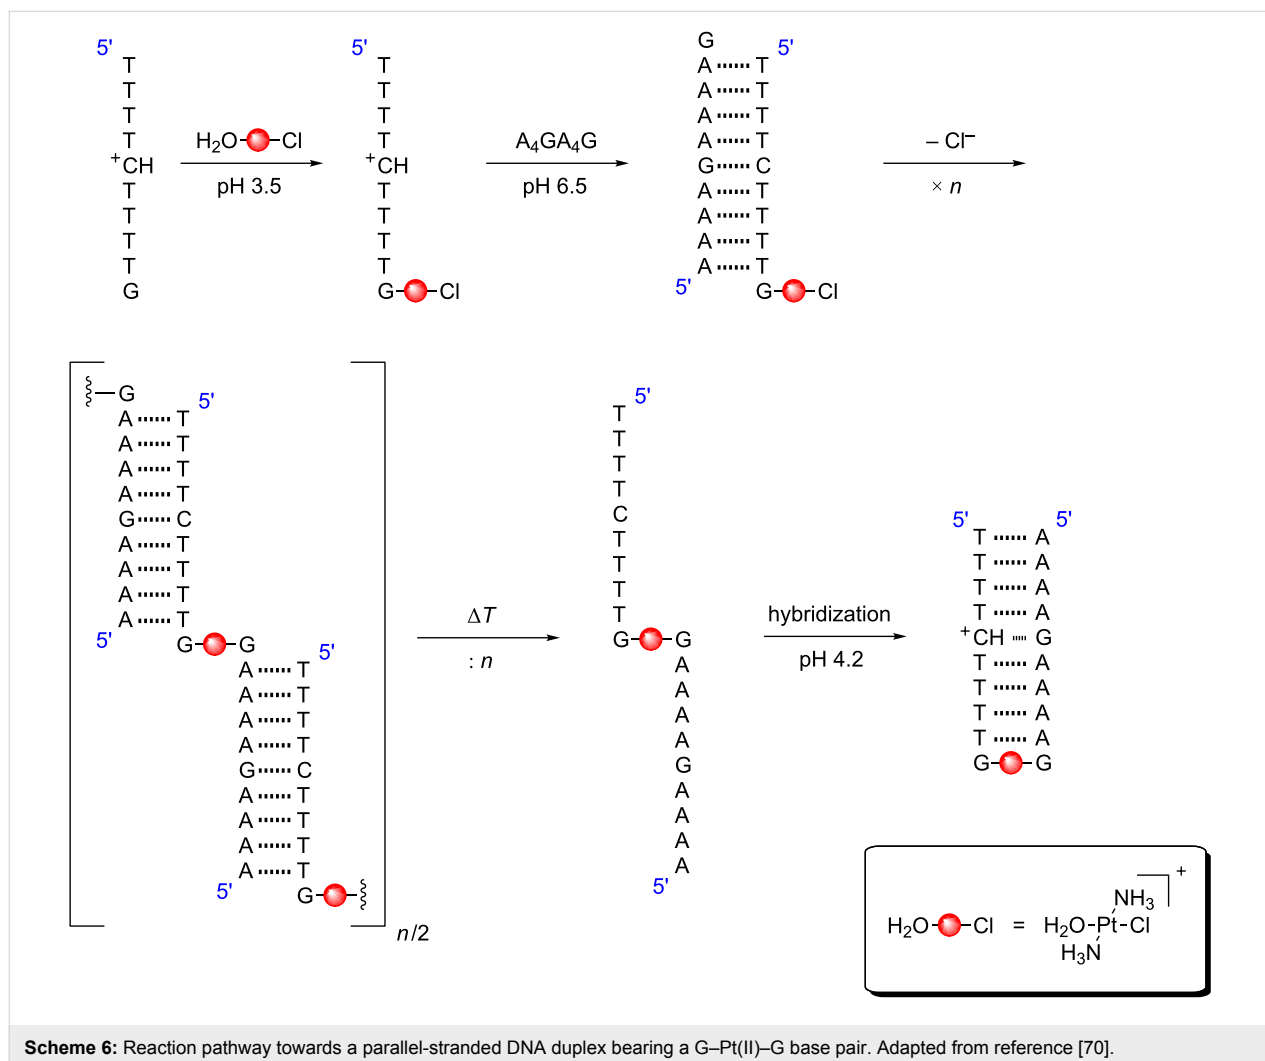 5'
T
T
T
T
+CH
T
T
T
T
G
H₂O Cl
pH 3.5
5'
T
T
T
T
+CH
T
T
T
T
G Cl
A₄GA₄G
pH 6.5
G
5'
A T
A T
A T
A T
G C
A T
A T
A T
A T
5'
G Cl
– Cl⁻
× n
G
5'
A T
A T
A T
A T
G C
A T
A T
A T
A T
5'
G G
5'
A T
A T
A T
A T
G C
A T
A T
A T
A T
5'
G
n/2
ΔT
: n
5'
T
T
T
T
C
T
T
T
T
G G
A
A
A
A
G
A
A
A
A
5'
hybridization
pH 4.2
5' 5'
T A
T A
T A
T A
+CH G
T A
T A
T A
T A
G G
+
NH₃
H₂O Cl = H₂O-Pt-Cl
H₃N
Scheme 6: Reaction pathway towards a parallel-stranded DNA duplex bearing a G–Pt(II)–G base pair. Adapted from reference [70].